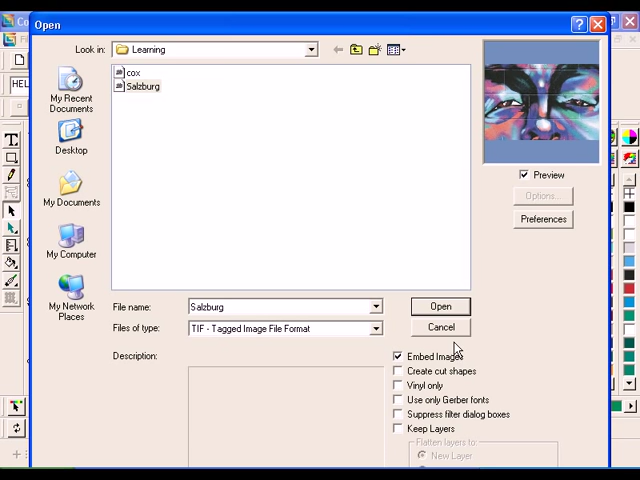 Open
Co
Look in:
Learning
cox
Salzburg
My Recent
Documents
Desktop
My Documents
My Computer
My Network
Places
HEL
T
Preview
Options...
Preferences
File name:
Salzburg
Open
Files of type:
TIF - Tagged Image File Format
Cancel
Description:
Embed Images
Create cut shapes
Vinyl only
Use only Gerber fonts
Suppress filter dialog boxes
Keep Layers
Flatten layers to:
New Layer